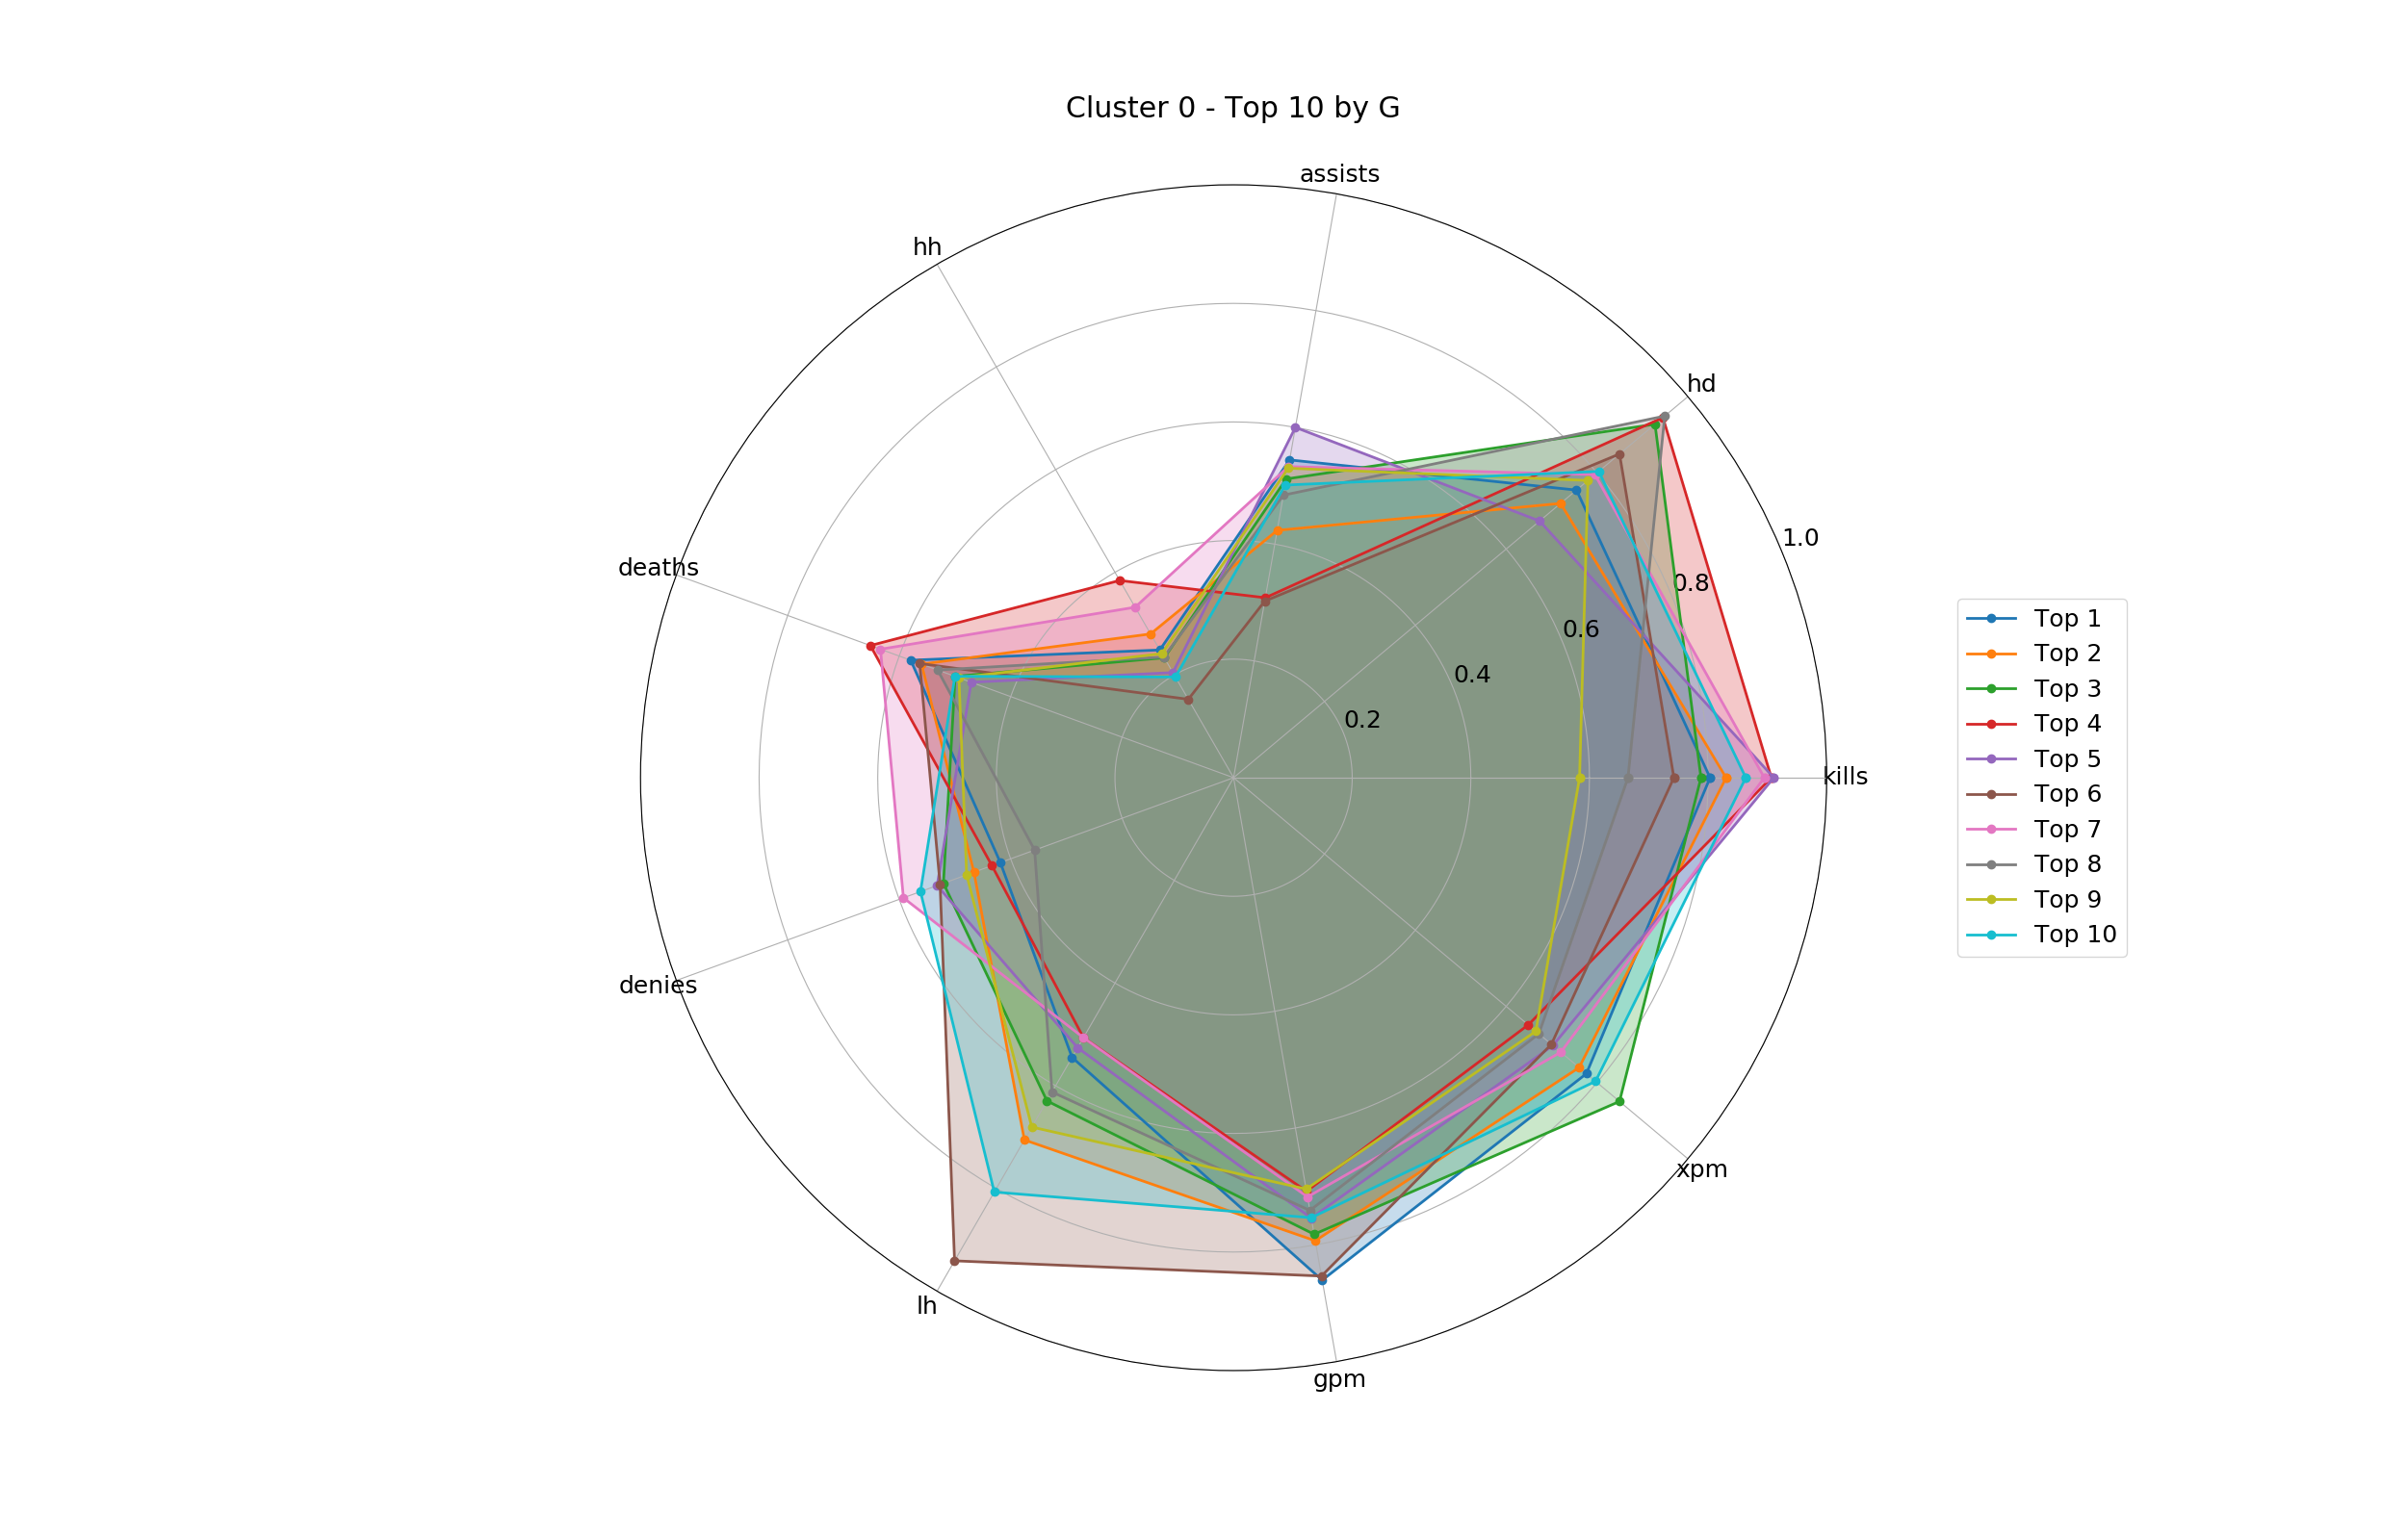 Cluster 0 - Top 10 by G
assists
hh
hd
deaths
1.0
0.8
0.6
0.4
0.2
kills
denies
xpm
lh
gpm
Top 1
Top 2
Top 3
Top 4
Top 5
Top 6
Top 7
Top 8
Top 9
Top 10